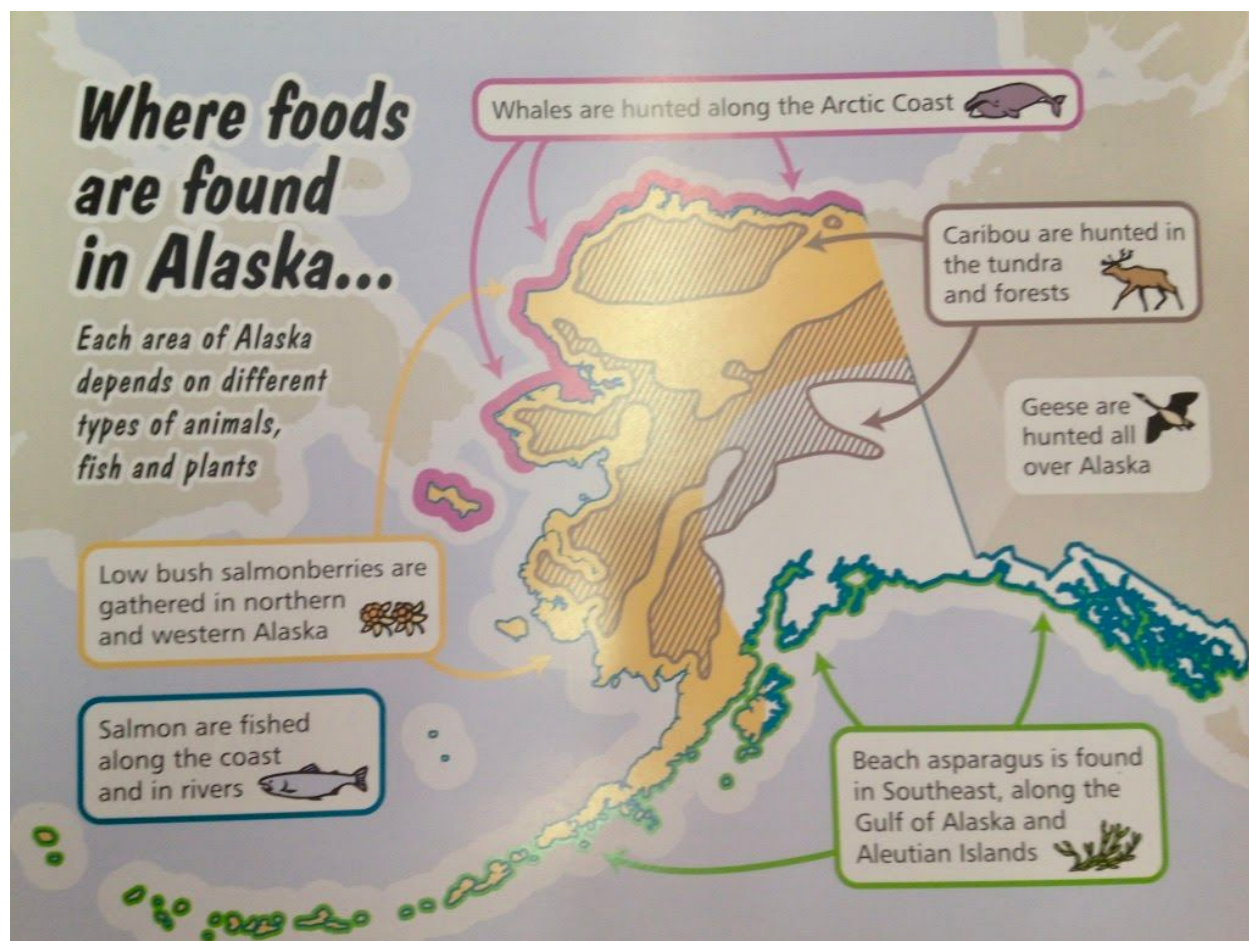 Where foods
are found
in Alaska...
Each area of Alaska
depends on different
types of animals,
fish and plants
Whales are hunted along the Arctic Coast
Caribou are hunted in
the tundra
and forests
Geese are
hunted all
over Alaska
Low bush salmonberries are
gathered in northern
and western Alaska
Salmon are fished
along the coast
and in rivers
Beach asparagus is found
in Southeast, along the
Gulf of Alaska and
Aleutian Islands